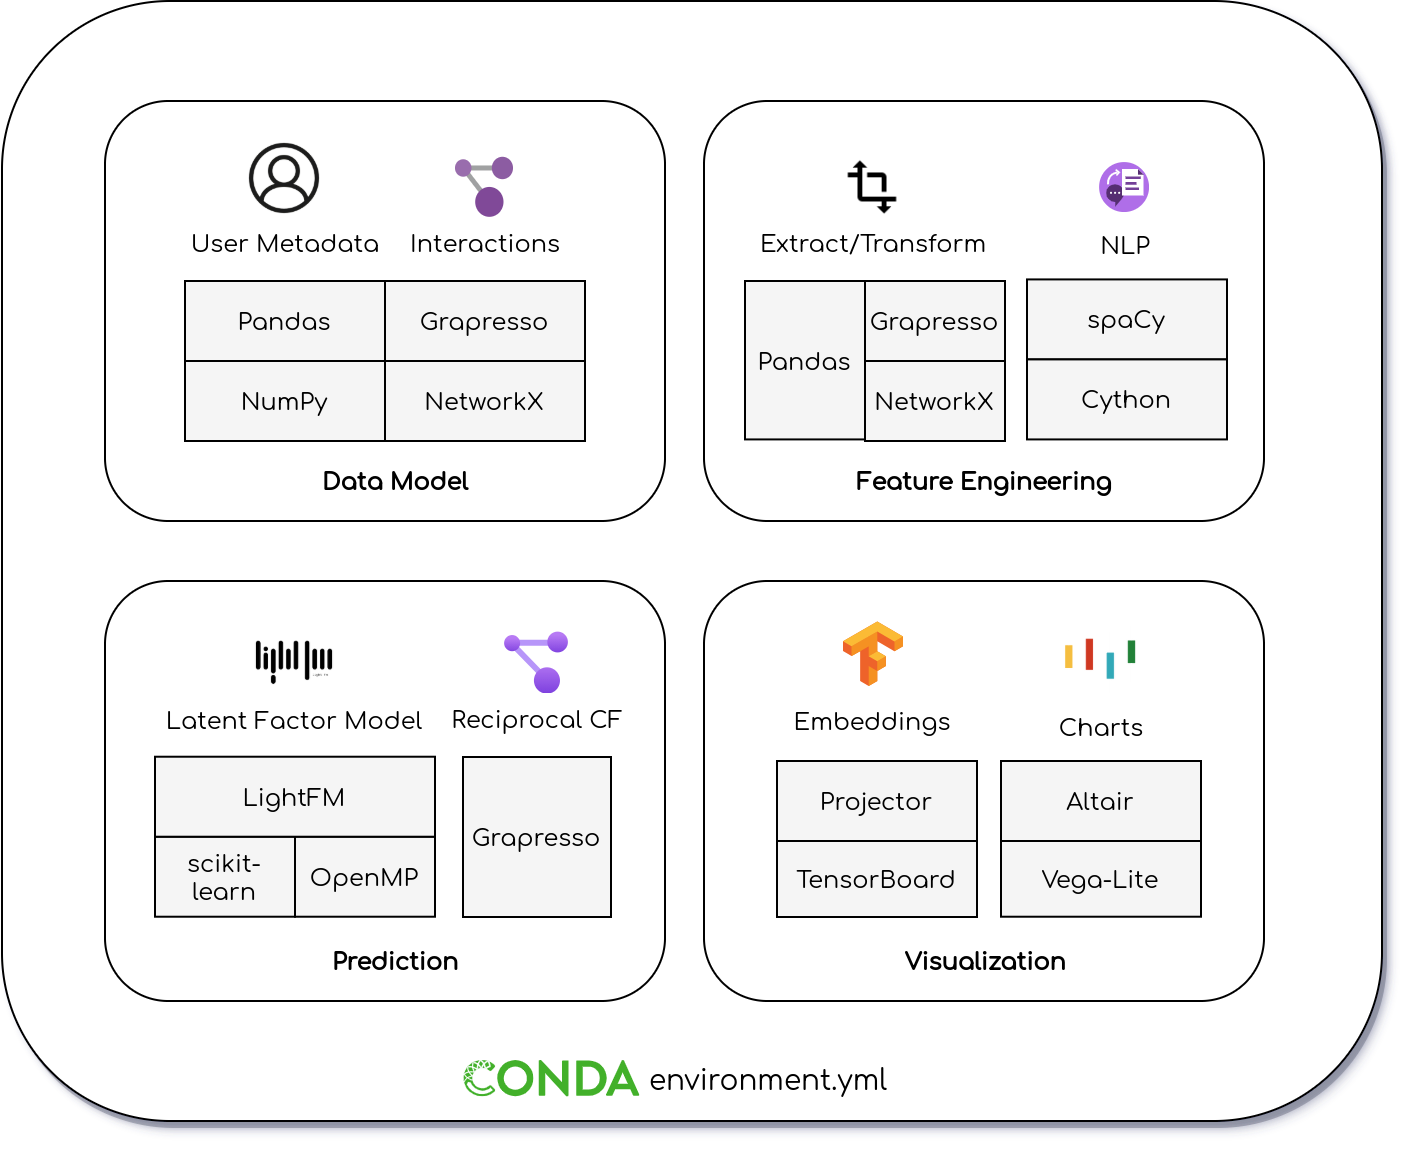 User Metadata
Interactions
Pandas
Grapresso
NumPy
NetworkX
Data Model
Extract/Transform
NLP
Pandas
Grapresso
NetworkX
spaCy
Cython
Feature Engineering
lightfm
Latent Factor Model
Reciprocal CF
LightFM
scikit-
learn
OpenMP
Grapresso
Prediction
Embeddings
Charts
Projector
Altair
TensorBoard
Vega-Lite
Visualization
CONDA environment.yml